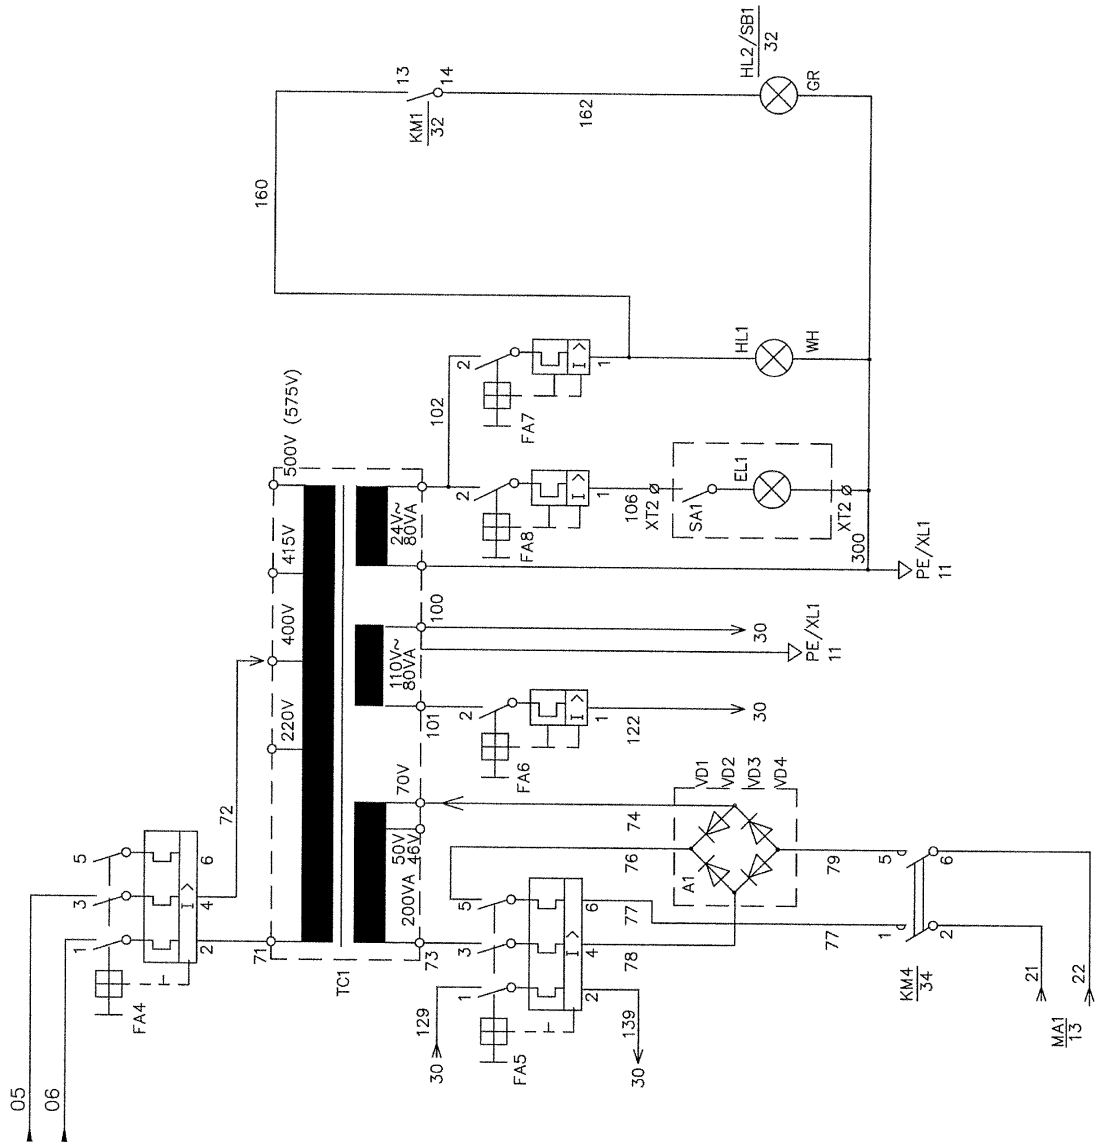 05
06
FA4
1
3
5
2
4
6
I >
71
72
220V
400V
415V
500V (575V)
TC1
200VA
50V
46V
70V
110V~
80VA
24V~
80VA
73
101
100
102
30
129
FA5
1
3
5
2
4
6
I >
139
30
78
77
76
74
A1
VD1
VD2
VD3
VD4
79
77
1
5
2
6
KM4
34
21
22
MA1
13
FA6
2
I >
1
122
30
30
PE/XL1
11
FA8
2
I >
1
106
XT2
SA1
EL1
XT2
300
PE/XL1
11
FA7
2
I >
1
HL1
WH
160
13
14
KM1
32
162
HL2/SB1
32
GR